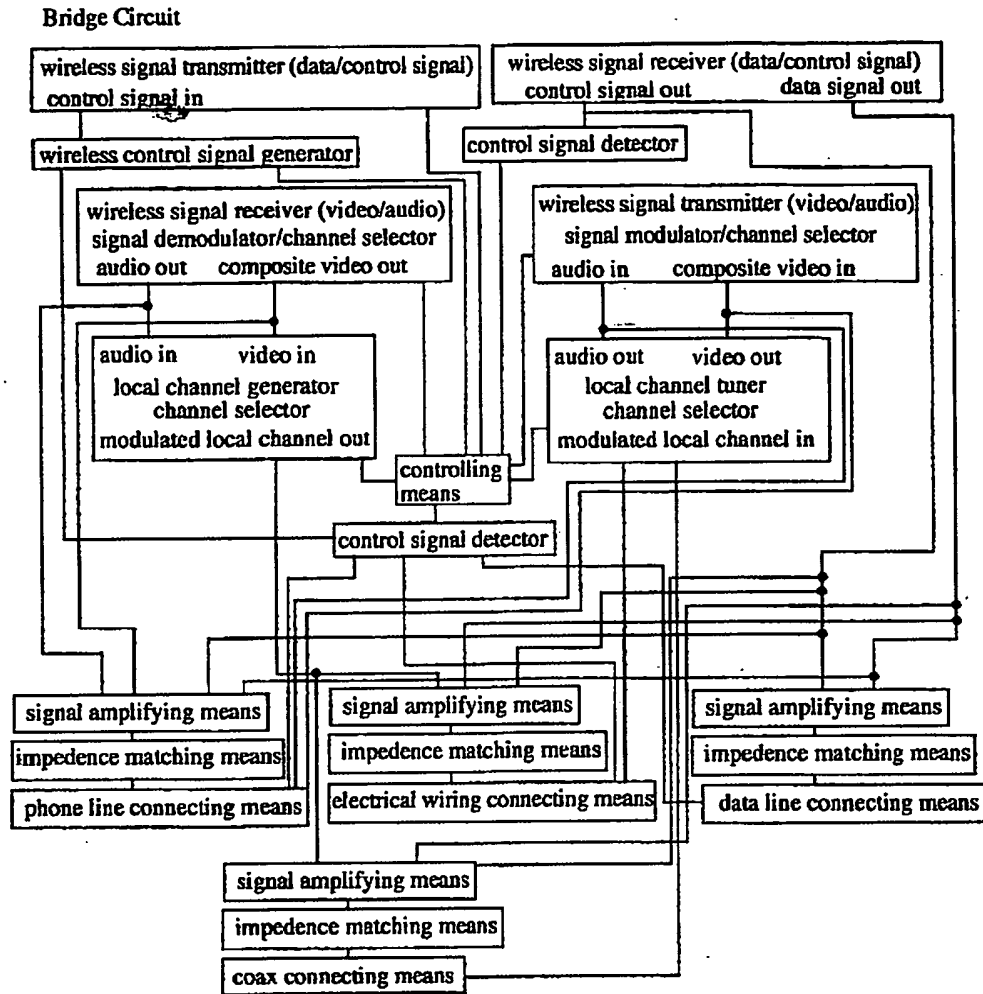 Bridge Circuit
wireless signal transmitter (data/control signal)
control signal in
wireless signal receiver (data/control signal)
control signal out data signal out
wireless control signal generator
control signal detector
wireless signal receiver (video/audio)
signal demodulator/channel selector
audio out composite video out
wireless signal transmitter (video/audio)
signal modulator/channel selector
audio in composite video in
audio in video in
local channel generator
channel selector
modulated local channel out
audio out video out
local channel tuner
channel selector
modulated local channel in
controlling
means
control signal detector
signal amplifying means
impedence matching means
phone line connecting means
signal amplifying means
impedence matching means
electrical wiring connecting means
signal amplifying means
impedence matching means
data line connecting means
signal amplifying means
impedence matching means
coax connecting means